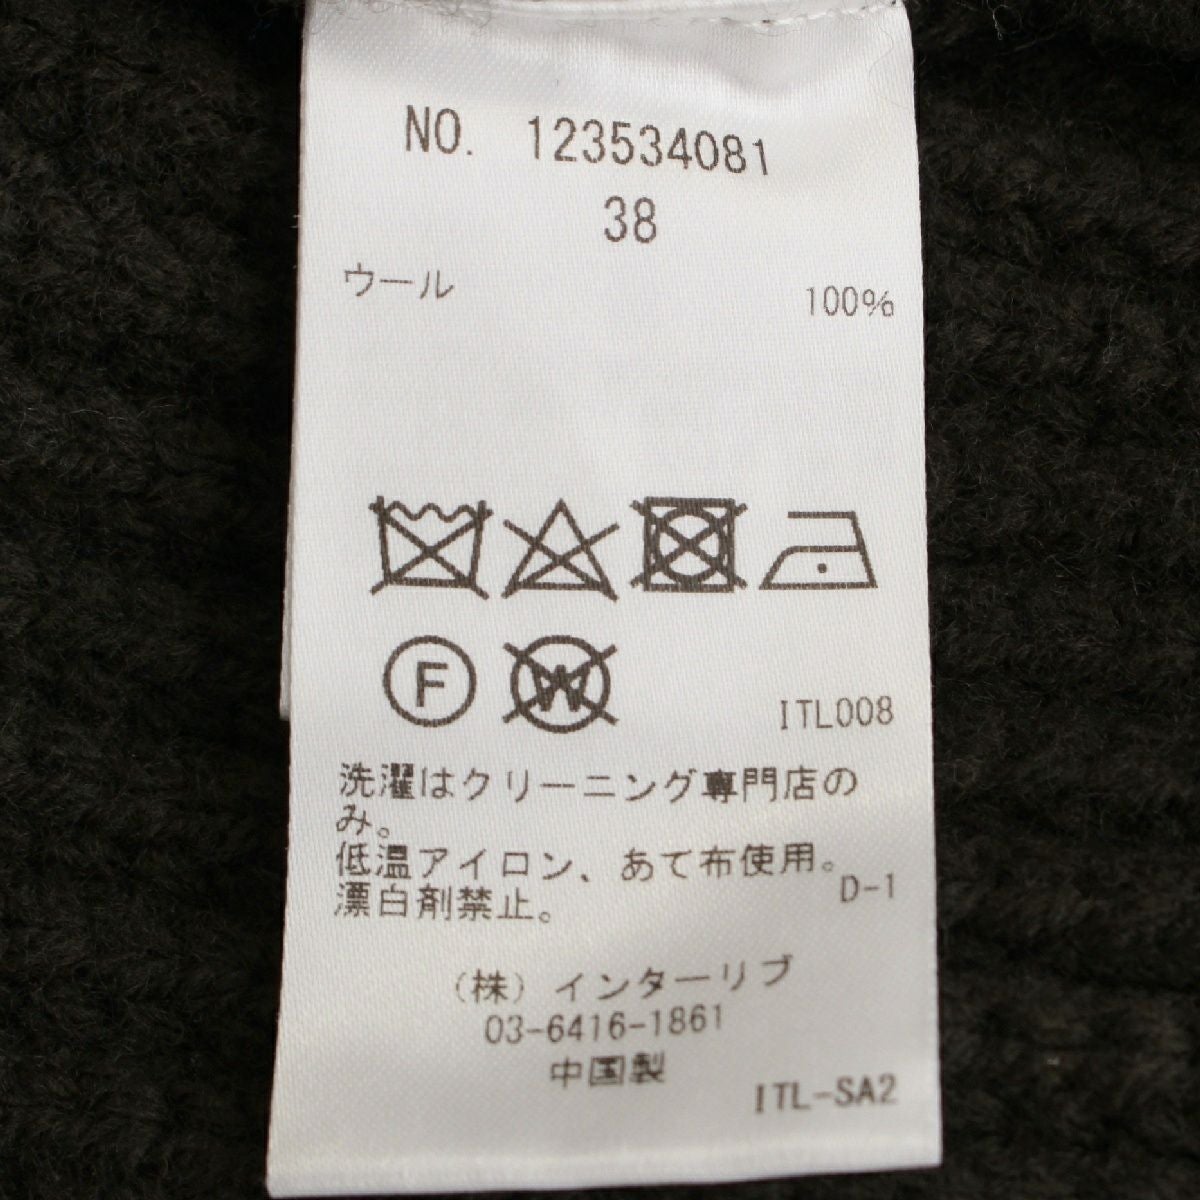 NO. 123534081
38
ウール 100%
F W
ITL008
洗濯はクリーニング専門店の
み。
低温アイロン、あて布使用。
漂白剤禁止。
D-1
(株) インターリブ
03-6416-1861
中国製
ITL-SA2